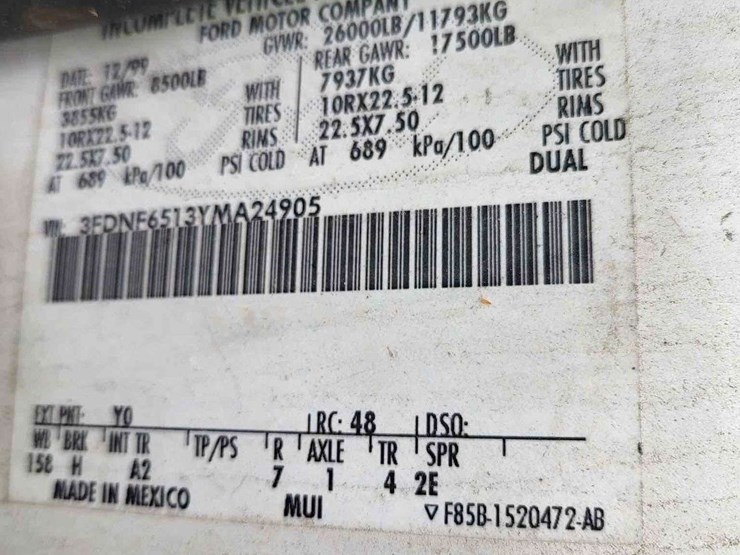 INCOMPLETE VEHICLE
FORD MOTOR COMPANY
DATE: 12/99 GVWR: 26000LB/11793KG
FRONT GAWR: 8500LB REAR GAWR: 17500LB
3855KG WITH 7937KG WITH
10RX22.5-12 TIRES 10RX22.5-12 TIRES
22.5X7.50 RIMS 22.5X7.50 RIMS
AT 689 kPa/100 PSI COLD AT 689 kPa/100 PSI COLD
DUAL
VIN: 3FDNF6513YMA24905
EXT PNT: YO RC: 48 DSO:
WB BRK INT TR TP/PS R AXLE TR SPR
158 H A2 7 1 4 2E
MADE IN MEXICO MUI ▽ F85B-1520472-AB